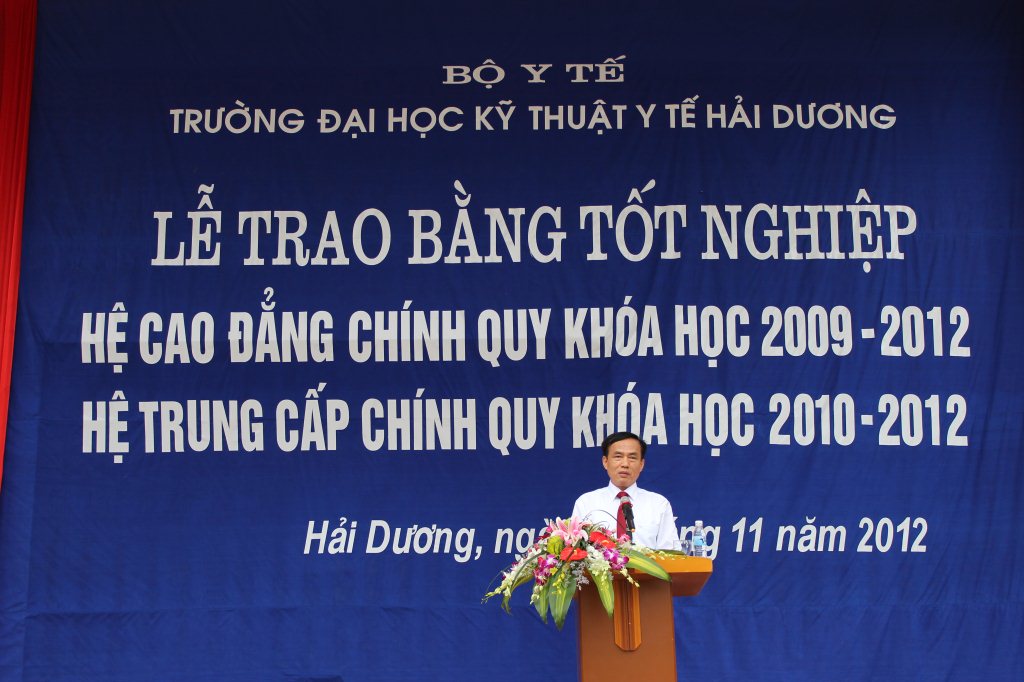 BỘ Y TẾ
TRƯỜNG ĐẠI HỌC KỸ THUẬT Y TẾ HẢI DƯƠNG
LỄ TRAO BẰNG TỐT NGHIỆP
HỆ CAO ĐẲNG CHÍNH QUY KHÓA HỌC 2009 - 2012
HỆ TRUNG CẤP CHÍNH QUY KHÓA HỌC 2010 - 2012
Hải Dương, 11 năm 2012